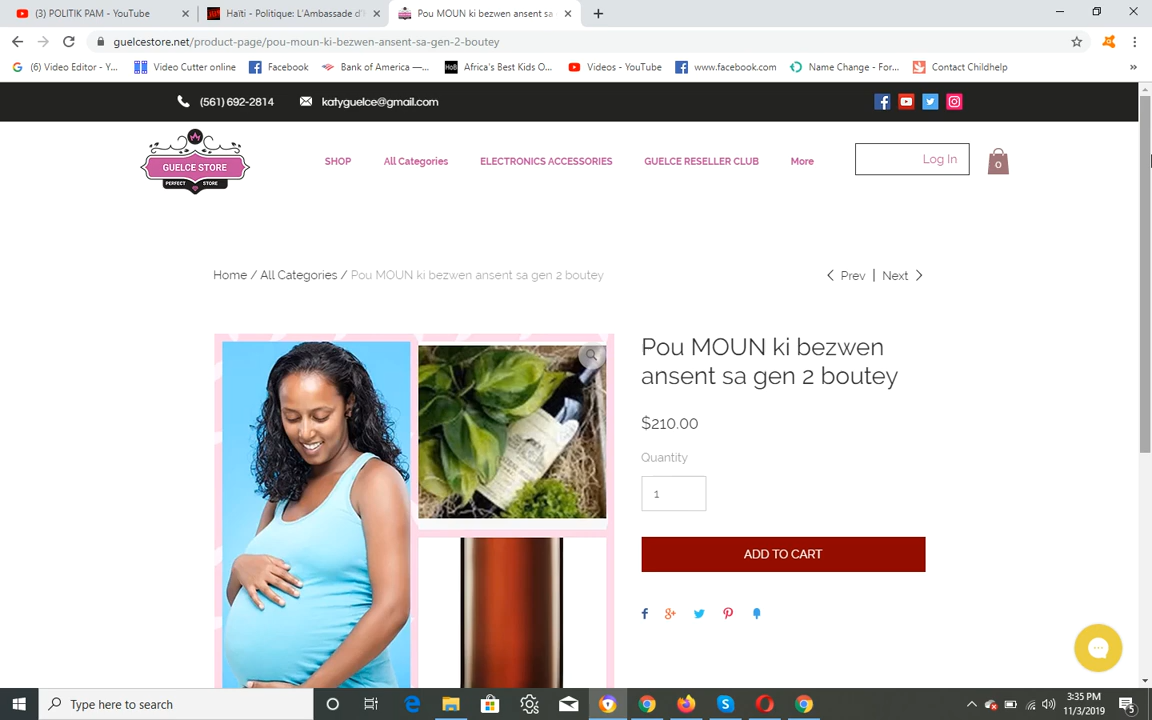 (3) POLITIK PAM - YouTube
Haïti - Politique: L'Ambassade d'
Pou MOUN ki bezwen ansent sa
guelcestore.net/product-page/pou-moun-ki-bezwen-ansent-sa-gen-2-boutey
(6) Video Editor - Y...
Video Cutter online
Facebook
Bank of America —...
HoB
Africa's Best Kids O...
Videos - YouTube
www.facebook.com
Name Change - For...
Contact Childhelp
(561) 692-2814
katyguelce@gmail.com
GUELCE STORE
PERFECT STORE
SHOP
All Categories
ELECTRONICS ACCESSORIES
GUELCE RESELLER CLUB
More
Log In
0
Home / All Categories / Pou MOUN ki bezwen ansent sa gen 2 boutey
Prev | Next
Pou MOUN ki bezwen
ansent sa gen 2 boutey
$210.00
Quantity
1
ADD TO CART
Type here to search
3:35 PM
11/3/2019
5